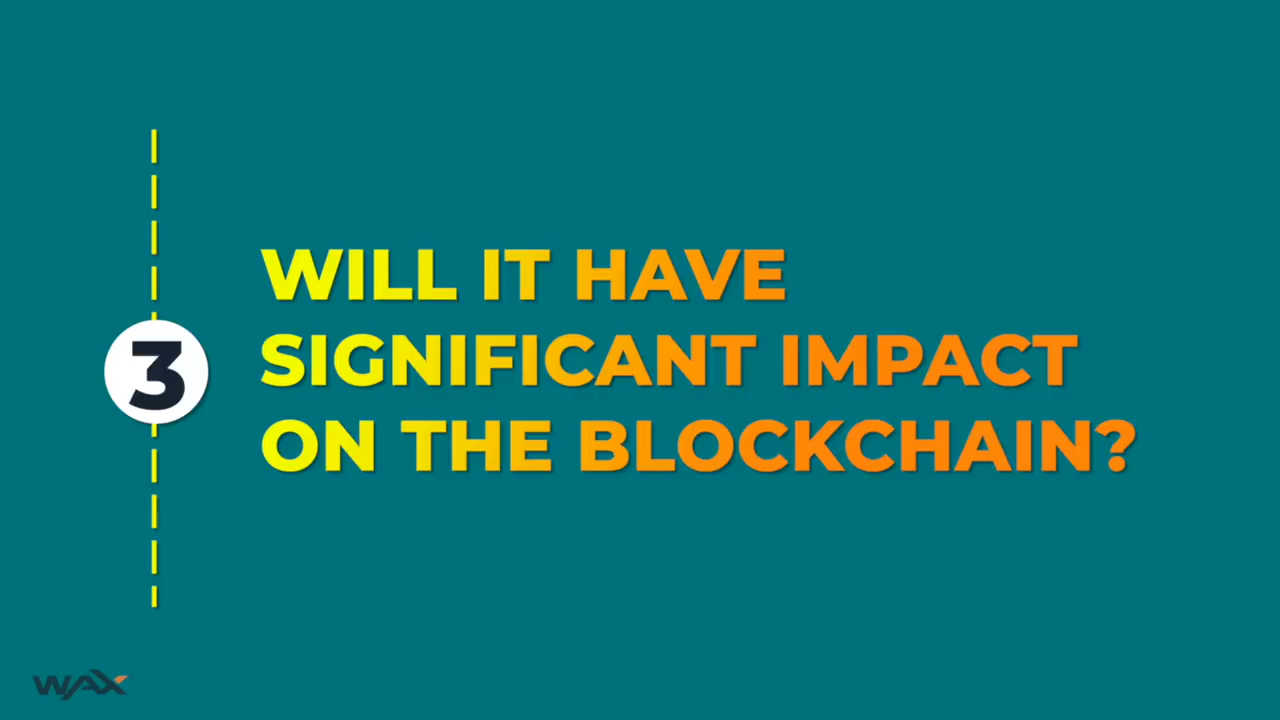 3
WILL IT HAVE
SIGNIFICANT IMPACT
ON THE BLOCKCHAIN?
WAX